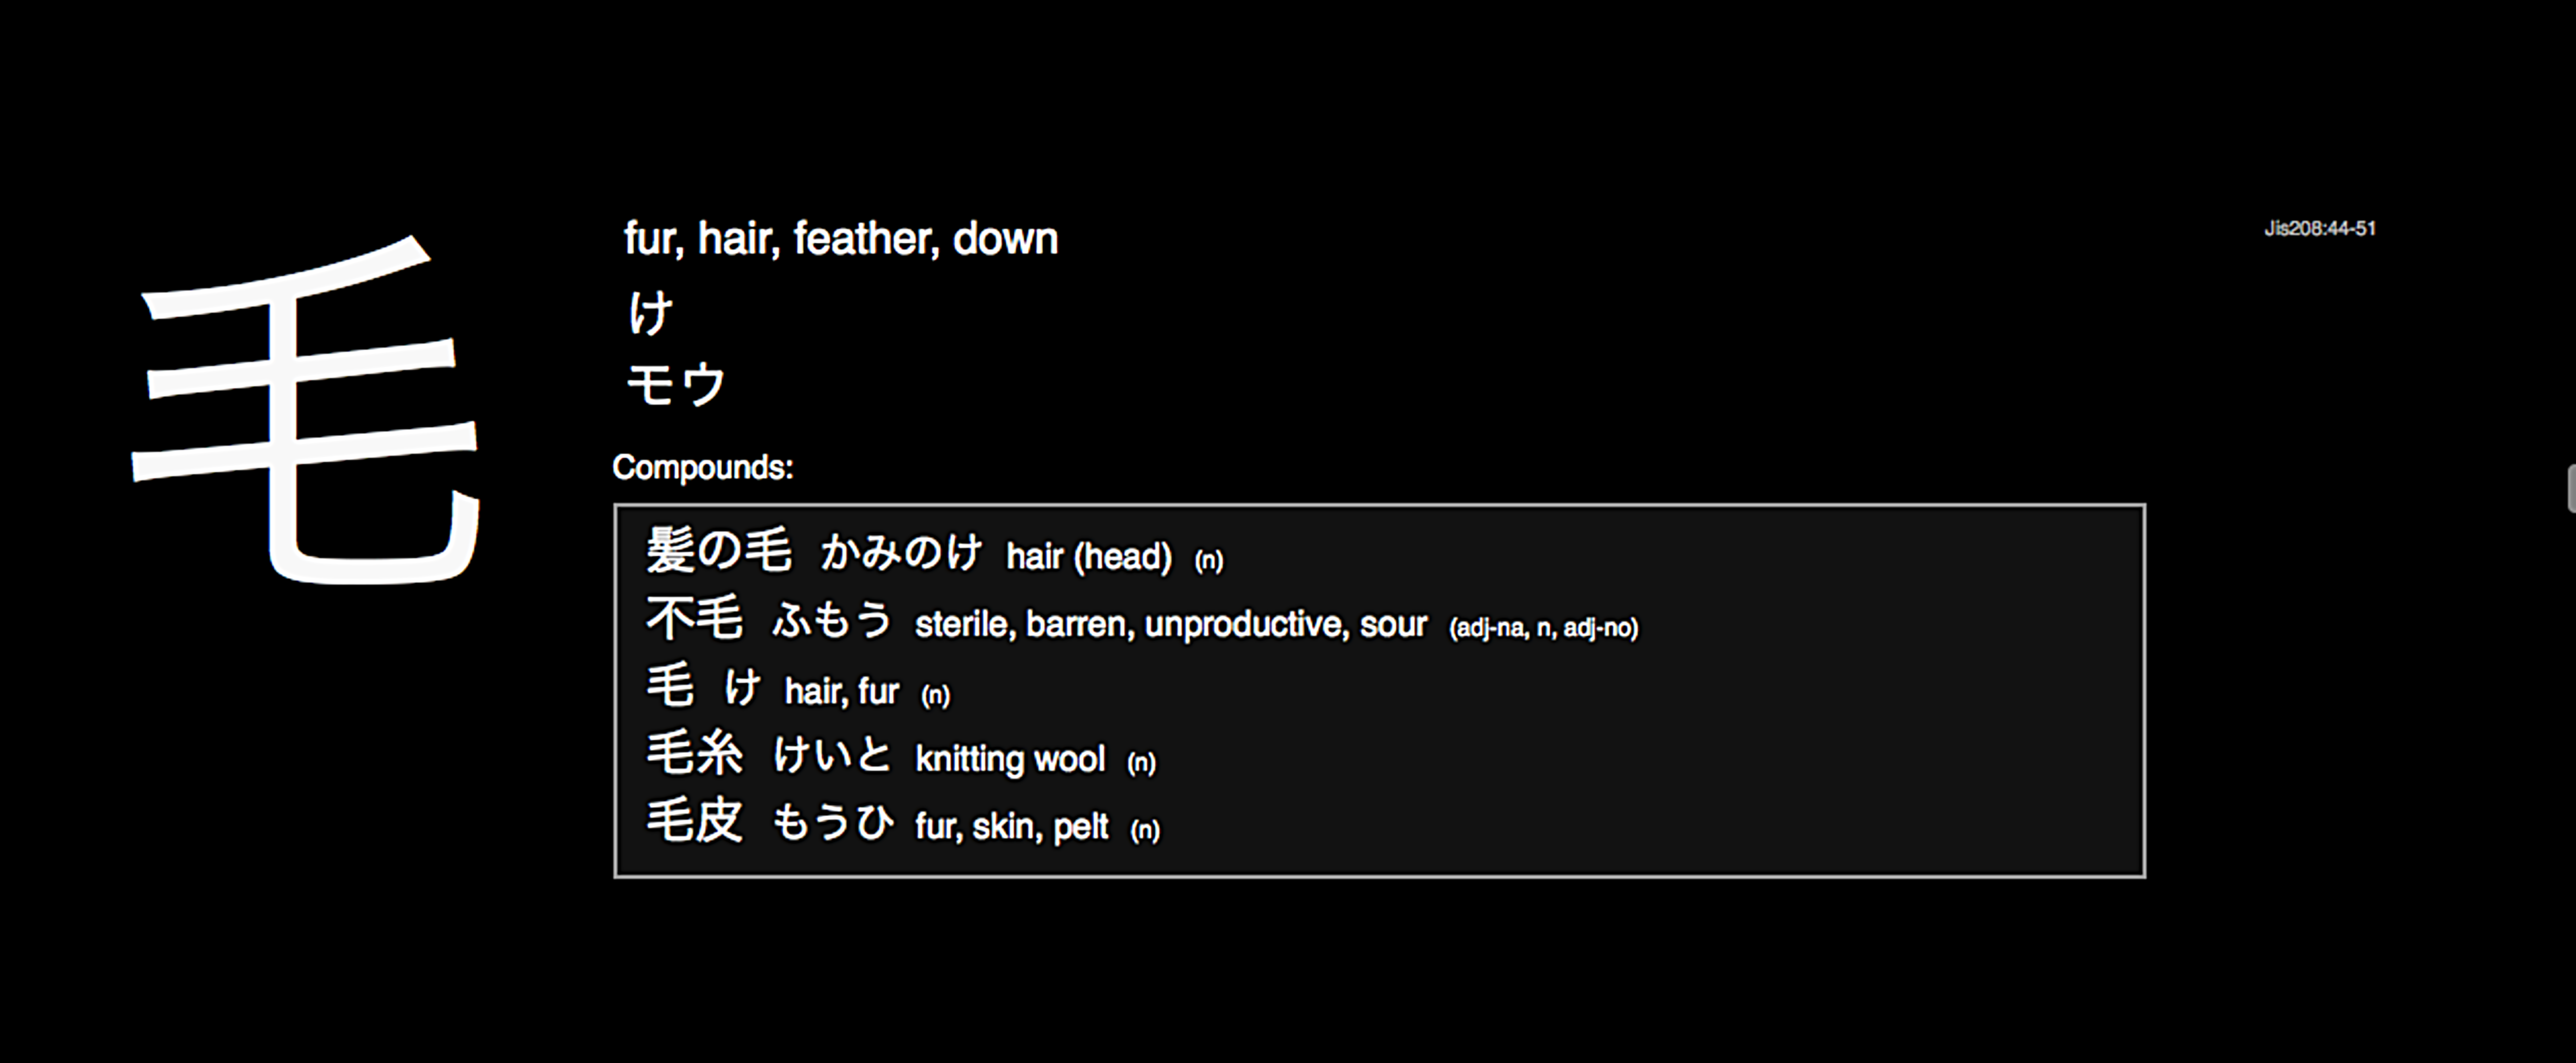 毛
fur, hair, feather, down
Jis208:44-51
け
モウ
Compounds:
髪の毛 かみのけ hair (head) (n)
不毛 ふもう sterile, barren, unproductive, sour (adj-na, n, adj-no)
毛 け hair, fur (n)
毛糸 けいと knitting wool (n)
毛皮 もうひ fur, skin, pelt (n)